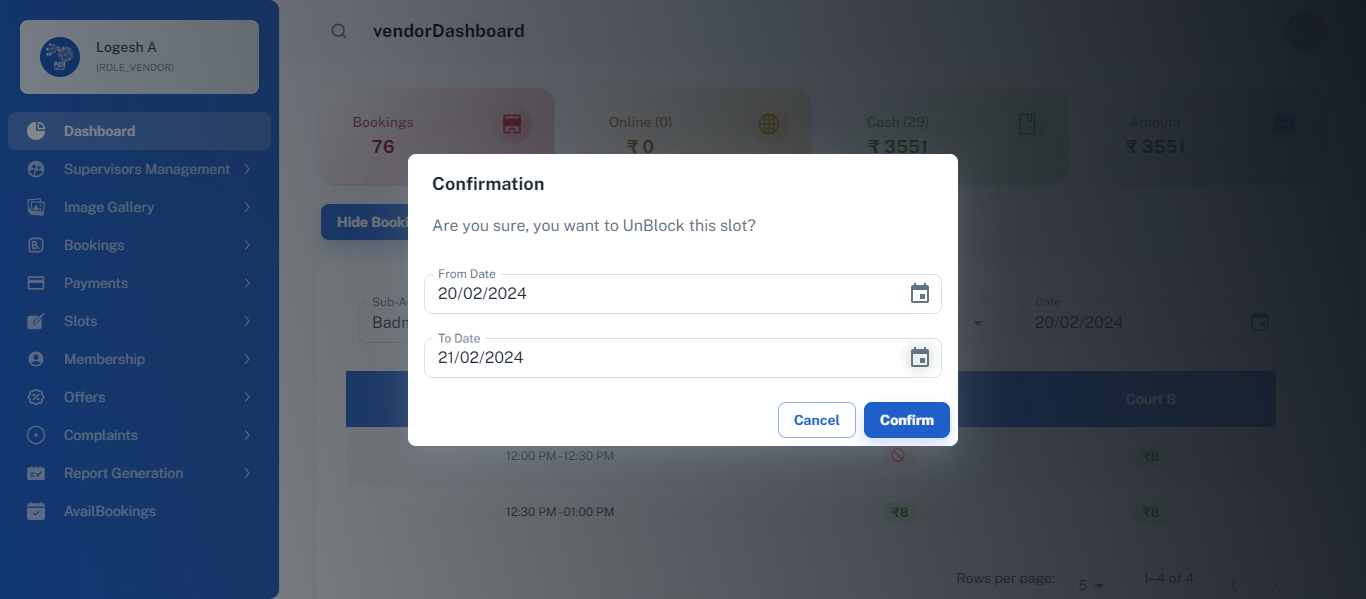 Logesh A
(ROLE_VENDOR)
Dashboard
Supervisors Management
Image Gallery
Bookings
Payments
Slots
Membership
Offers
Complaints
Report Generation
AvailBookings
vendorDashboard
Bookings
76
Online (0)
₹ 0
Cash (29)
₹ 3551
Amount
₹ 3551
Hide
Confirmation
Are you sure, you want to UnBlock this slot?
From Date
20/02/2024
To Date
21/02/2024
Cancel
Confirm
Date
20/02/2024
Court B
12:00 PM - 12:30 PM
₹8
12:30 PM - 01:00 PM
₹8
₹8
Rows per page:
5
1–4 of 4